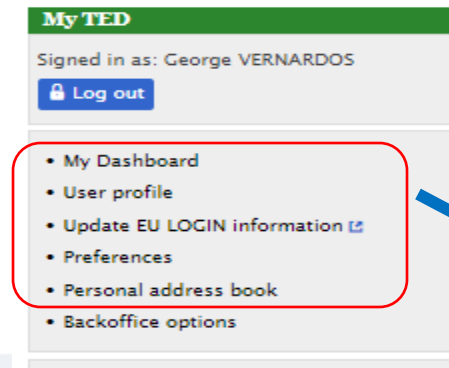 My TED
Signed in as: George VERNARDOS
Log out
• My Dashboard
• User profile
• Update EU LOGIN information
• Preferences
• Personal address book
• Backoffice options